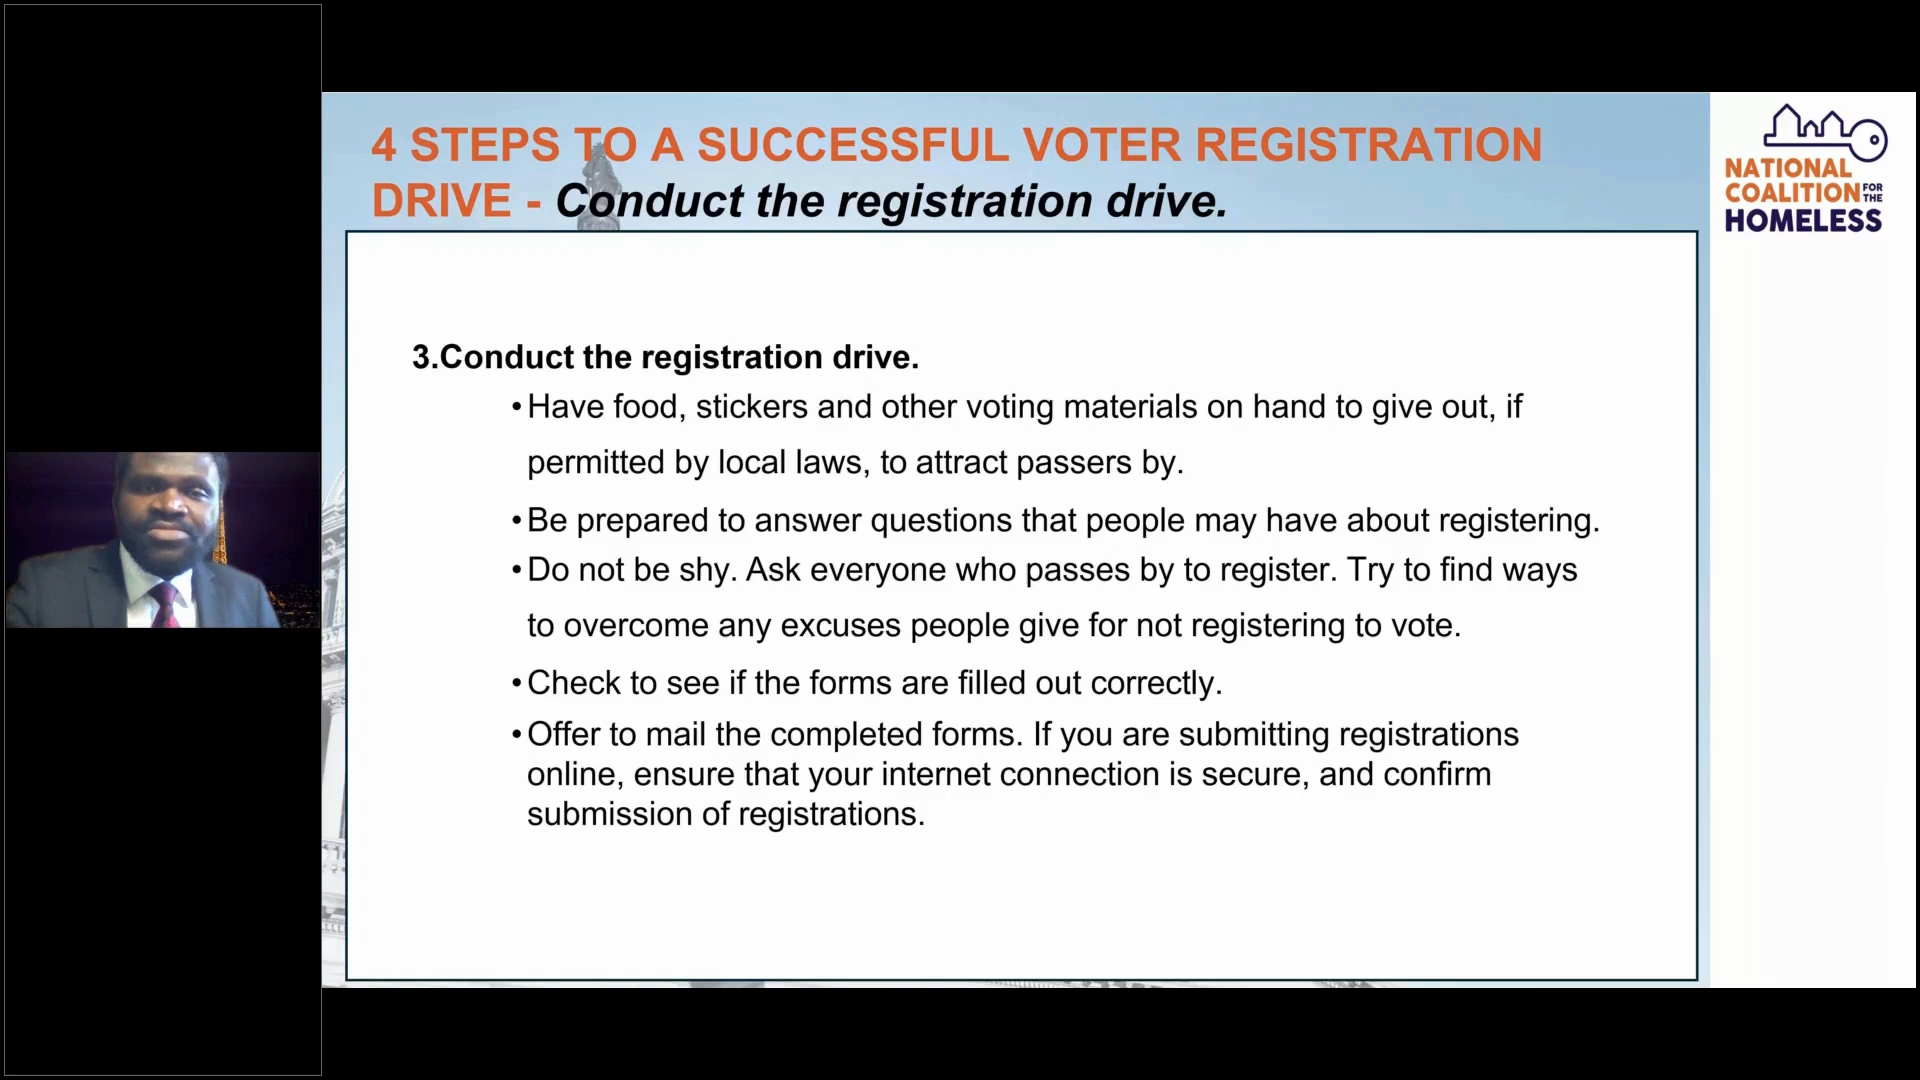 4 STEPS TO A SUCCESSFUL VOTER REGISTRATION
DRIVE - Conduct the registration drive.
NATIONAL
COALITION FOR THE
HOMELESS
3.Conduct the registration drive.
•Have food, stickers and other voting materials on hand to give out, if
permitted by local laws, to attract passers by.
•Be prepared to answer questions that people may have about registering.
•Do not be shy. Ask everyone who passes by to register. Try to find ways
to overcome any excuses people give for not registering to vote.
•Check to see if the forms are filled out correctly.
•Offer to mail the completed forms. If you are submitting registrations
online, ensure that your internet connection is secure, and confirm
submission of registrations.